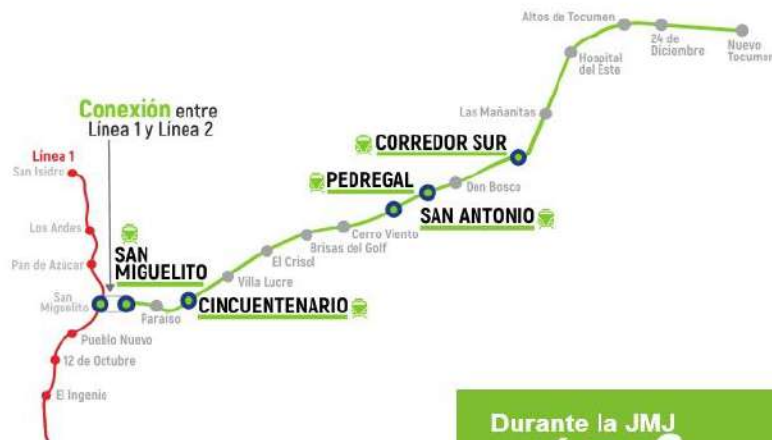 Altos de Tocumen
24 de
Diciembre
Nuevo
Tocumen
Hospital
del Este
Las Mañanitas
Conexión entre
Línea 1 y Línea 2
CORREDOR SUR
Línea 1
San Isidro
PEDREGAL
Don Bosco
SAN ANTONIO
Los Andes
Cerro Viento
Brisas del Golf
SAN
MIGUELITO
El Crisol
Pan de Azúcar
Villa Lucre
San
Miguelito
CINCUENTENARIO
Paraíso
Pueblo Nuevo
12 de Octubre
El Ingenio
Durante la JMJ